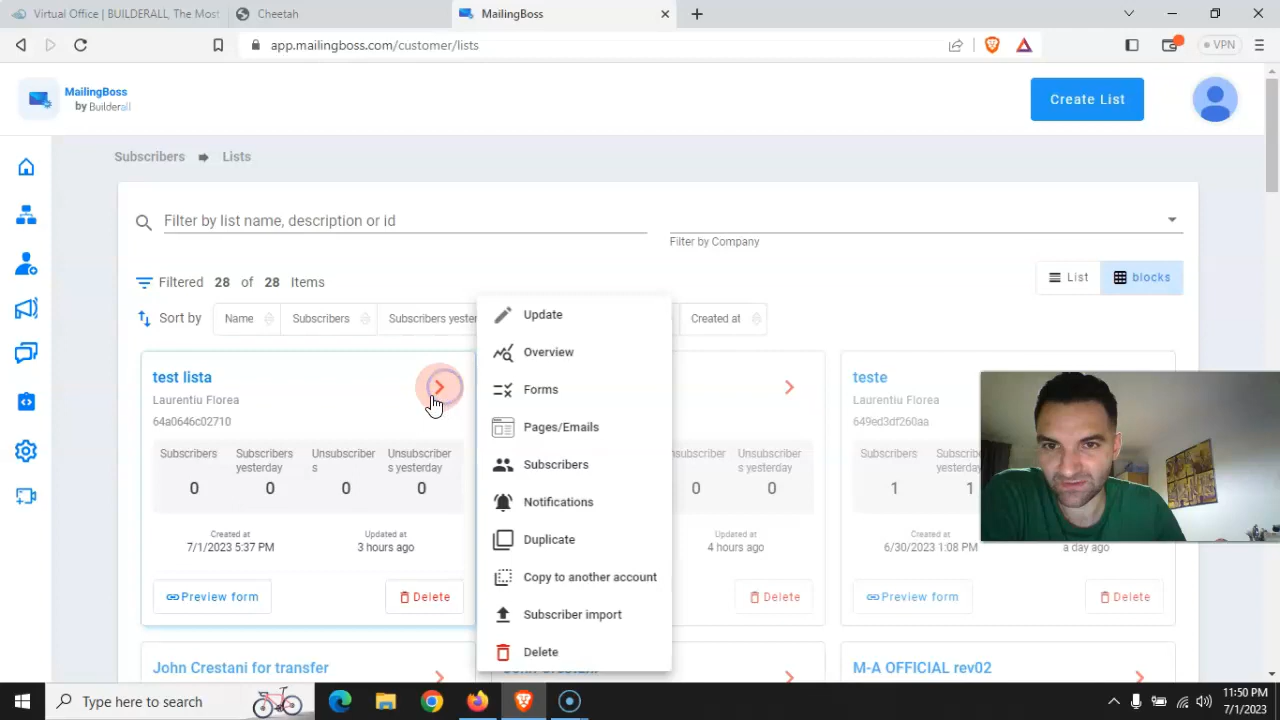 Virtual Office | BUILDERALL, The Most
Cheetah
MailingBoss
app.mailingboss.com/customer/lists
VPN
MailingBoss
by Builderall
Create List
Subscribers
Lists
Filter by list name, description or id
Filter by Company
Filtered 28 of 28 Items
List
blocks
Sort by
Name
Subscribers
Subscribers yester
Created at
Update
Overview
Forms
Pages/Emails
Subscribers
Notifications
Duplicate
Copy to another account
Subscriber import
Delete
test lista
Laurentiu Florea
64a0646c02710
Subscribers
Subscribers
yesterday
Unsubscriber
s
Unsubscriber
s yesterday
0 0 0 0
Created at
7/1/2023 5:37 PM
Updated at
3 hours ago
Preview form
Delete
s yesterday
0 0
Updated at
4 hours ago
Delete
teste
Laurentiu Florea
649ed3df260aa
Subscribers
1 1
Created at
6/30/2023 1:08 PM
a day ago
Preview form
Delete
John Crestani for transfer
M-A OFFICIAL rev02
Type here to search
11:50 PM
7/1/2023